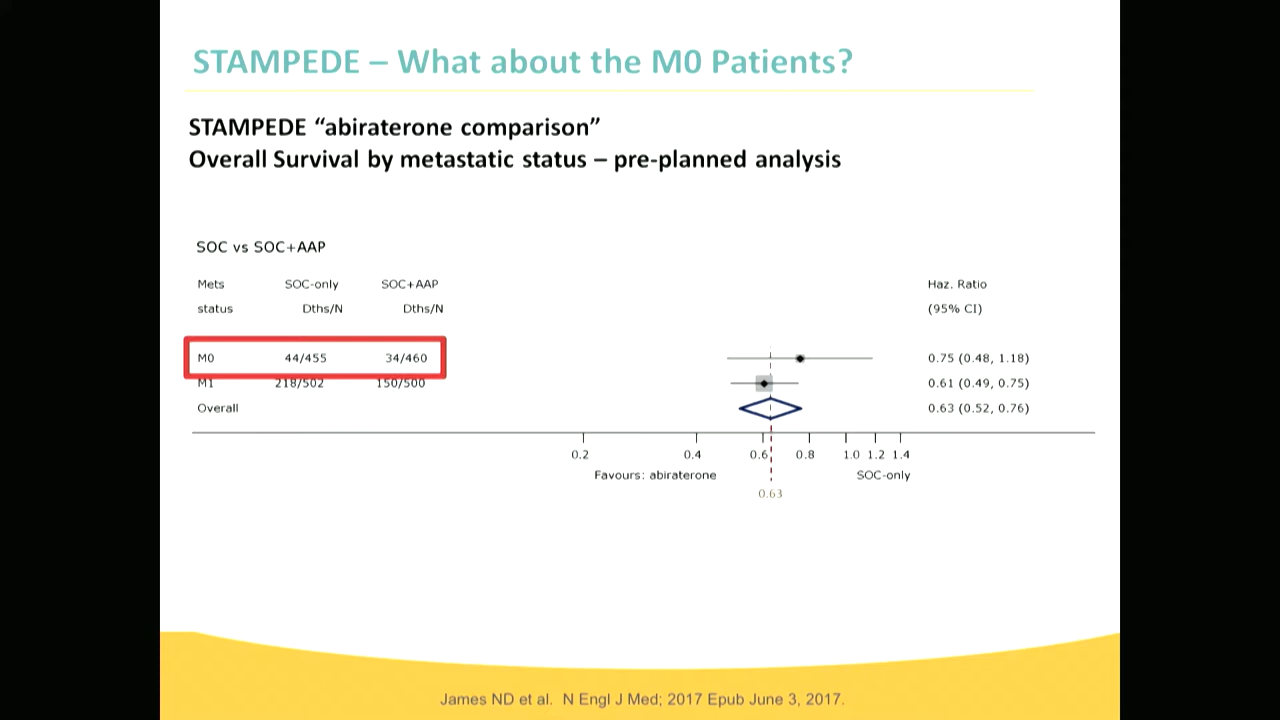 STAMPEDE – What about the M0 Patients?
STAMPEDE “abiraterone comparison”
Overall Survival by metastatic status – pre-planned analysis
SOC vs SOC+AAP
Mets SOC-only SOC+AAP Haz. Ratio
status Dths/N Dths/N (95% CI)
M0 44/455 34/460 0.75 (0.48, 1.18)
M1 218/502 150/500 0.61 (0.49, 0.75)
Overall 0.63 (0.52, 0.76)
0.2 0.4 0.6 0.8 1.0 1.2 1.4
Favours: abiraterone SOC-only
0.63
James ND et al. N Engl J Med; 2017 Epub June 3, 2017.